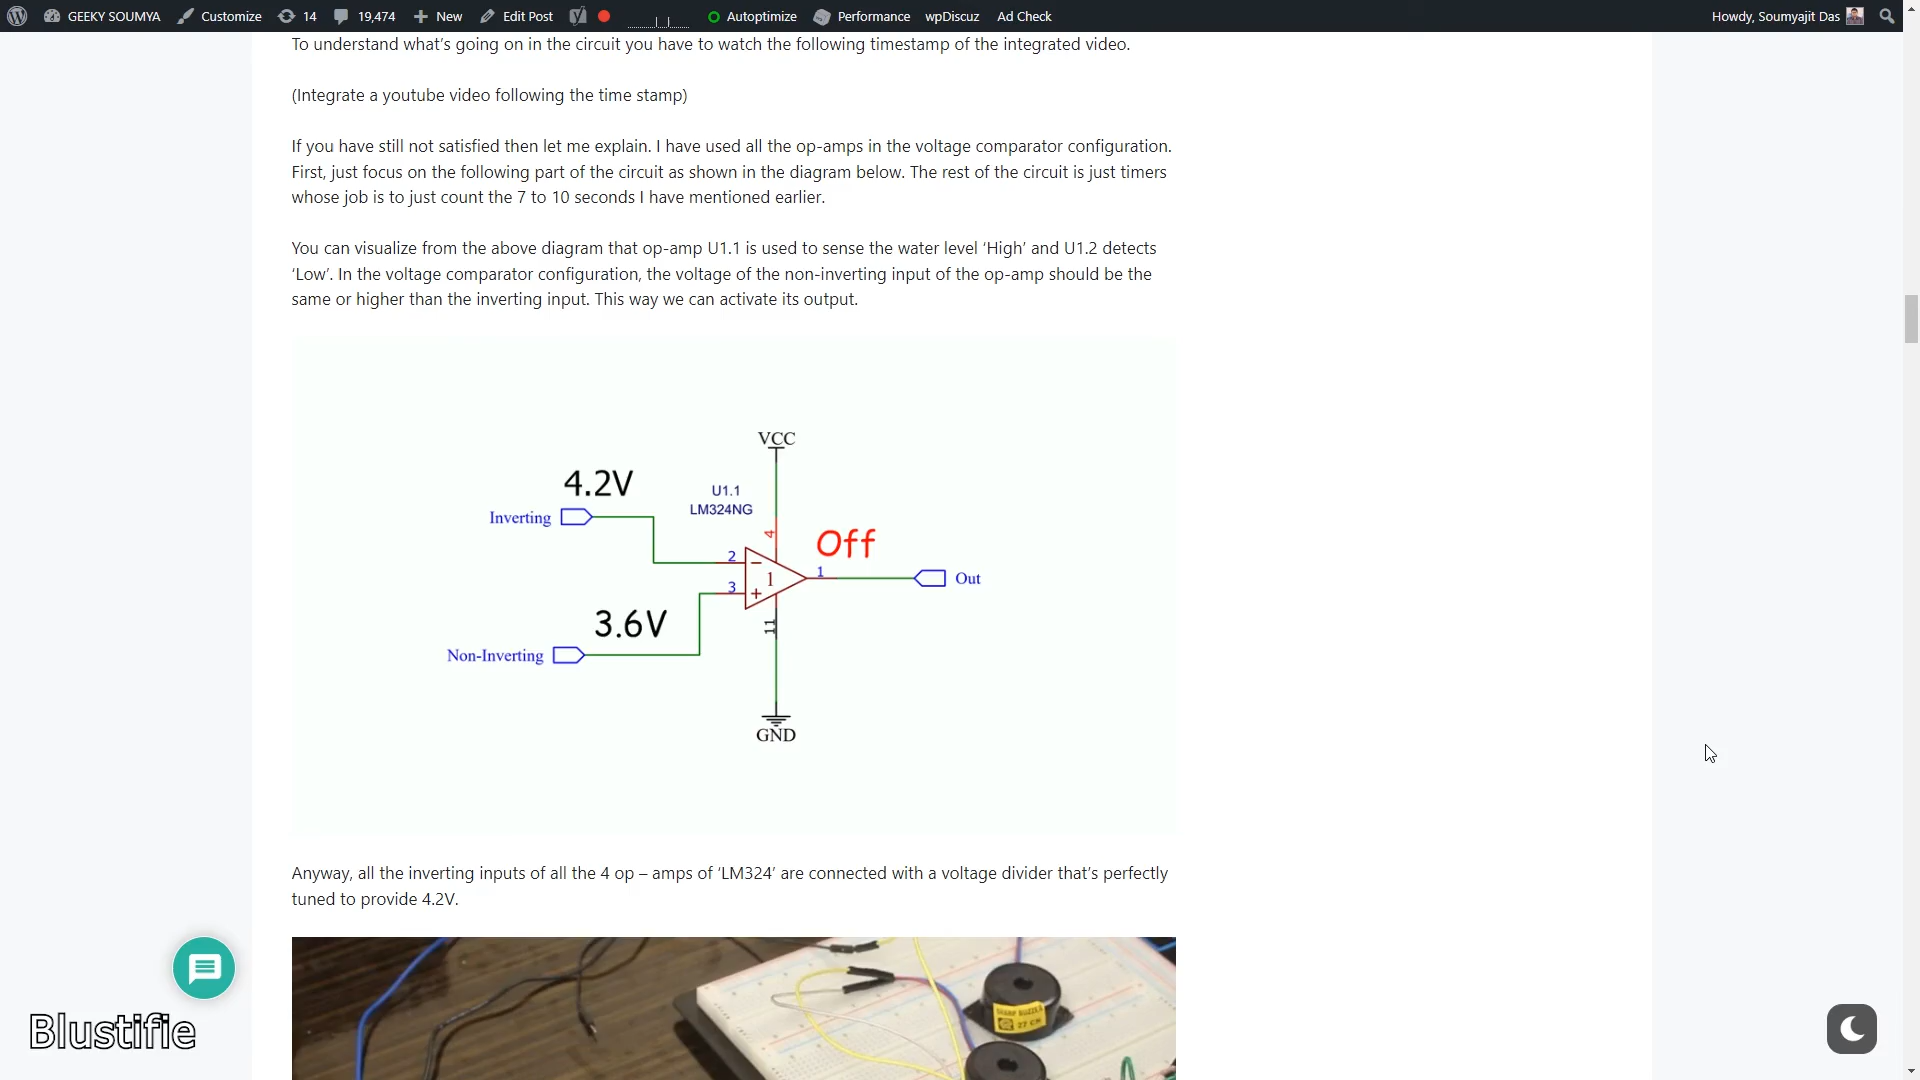 GEEKY SOUMYA Customize 14 19,474 New Edit Post Autoptimize Performance wpDiscuz Ad Check Howdy, Soumyajit Das
To understand what’s going on in the circuit you have to watch the following timestamp of the integrated video.
(Integrate a youtube video following the time stamp)
If you have still not satisfied then let me explain. I have used all the op-amps in the voltage comparator configuration.
First, just focus on the following part of the circuit as shown in the diagram below. The rest of the circuit is just timers
whose job is to just count the 7 to 10 seconds I have mentioned earlier.
You can visualize from the above diagram that op-amp U1.1 is used to sense the water level ‘High’ and U1.2 detects
‘Low’. In the voltage comparator configuration, the voltage of the non-inverting input of the op-amp should be the
same or higher than the inverting input. This way we can activate its output.
VCC
4.2V
U1.1
LM324NG
Inverting
4
Off
2
1
1
Out
3
3.6V
11
Non-Inverting
GND
Anyway, all the inverting inputs of all the 4 op – amps of ‘LM324’ are connected with a voltage divider that’s perfectly
tuned to provide 4.2V.
SHARP BUZZER
27 CH
Blustifie